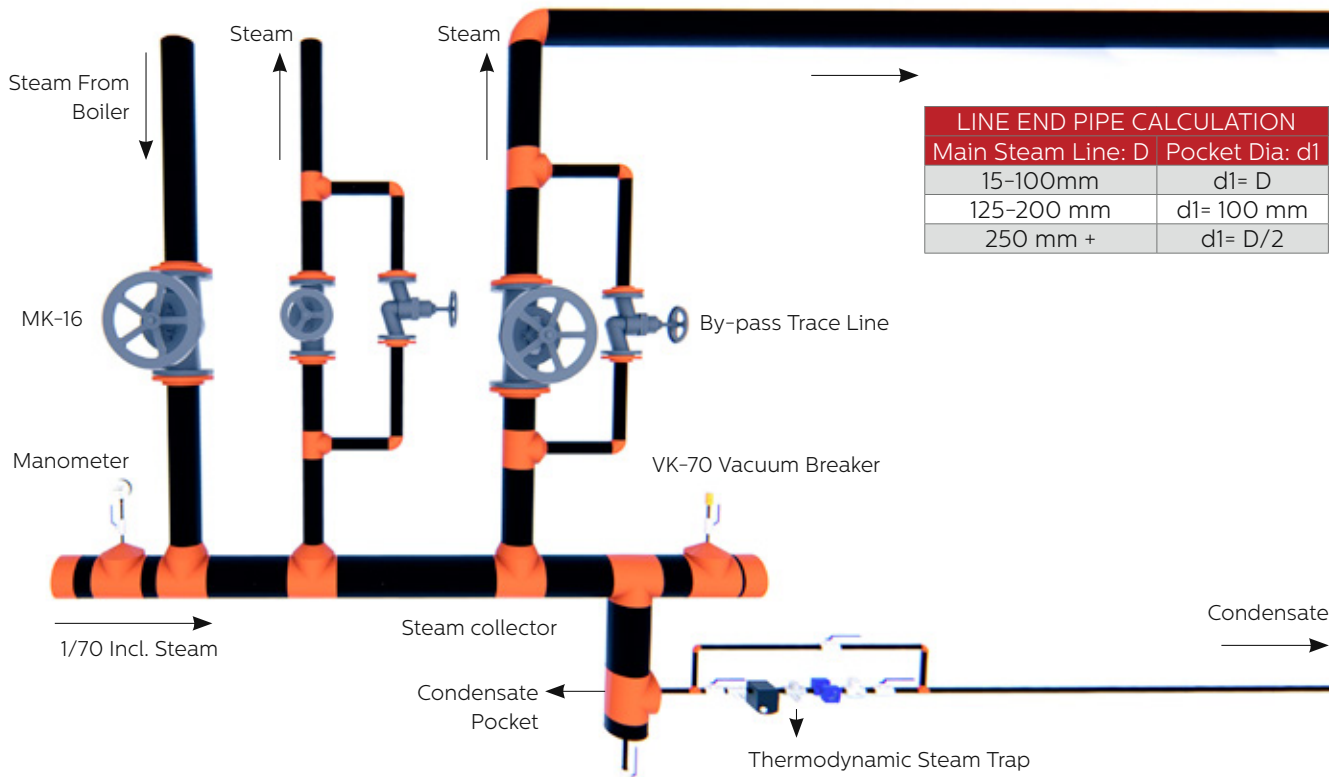 Steam
Steam
Steam From
Boiler
LINE END PIPE CALCULATION
Main Steam Line: D Pocket Dia: d1
15-100mm d1= D
125-200 mm d1= 100 mm
250 mm + d1= D/2
MK-16
By-pass Trace Line
Manometer
VK-70 Vacuum Breaker
1/70 Incl. Steam
Steam collector
Condensate
Condensate
Pocket
Thermodynamic Steam Trap